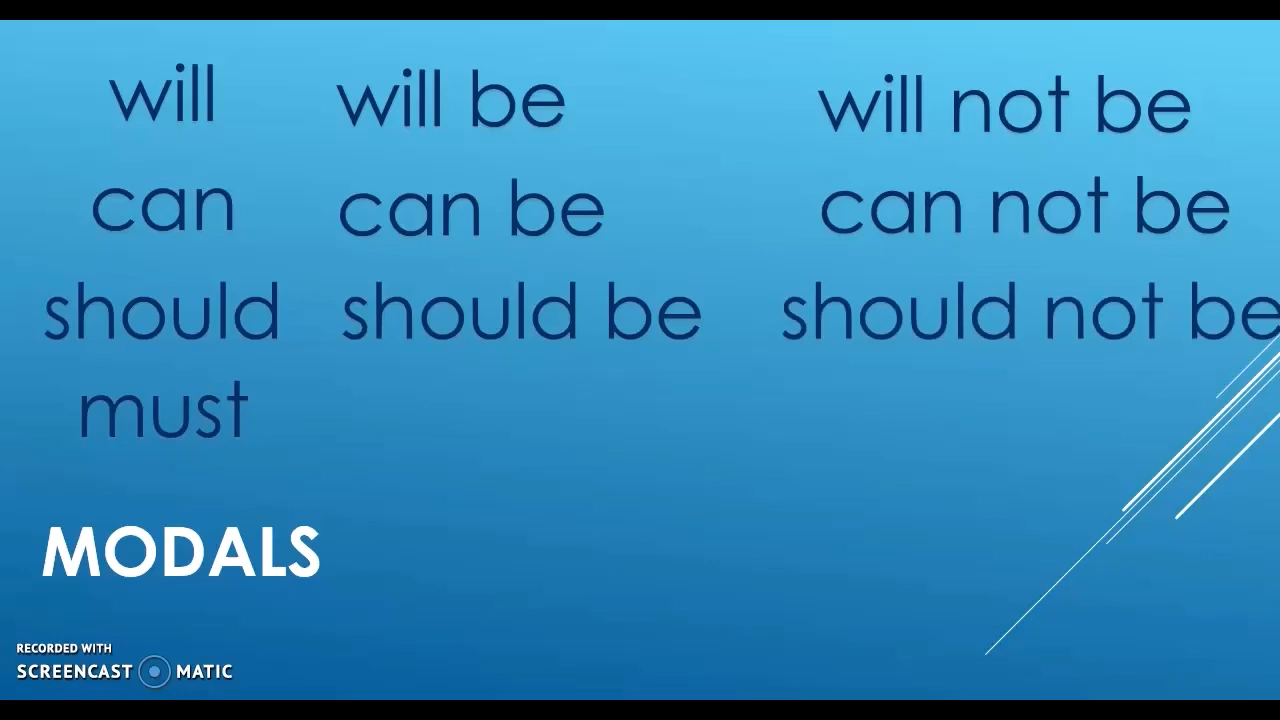 will will be will not be
can can be can not be
should should be should not be
must
MODALS
RECORDED WITH
SCREENCAST MATIC